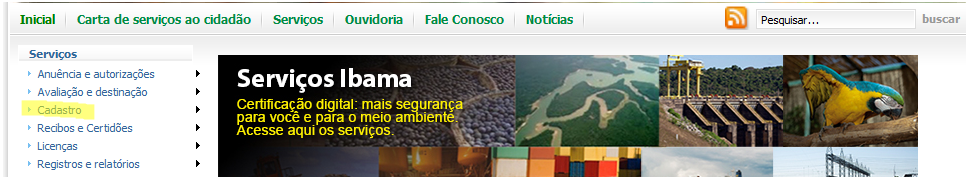 Inicial Carta de serviços ao cidadão Serviços Ouvidoria Fale Conosco Notícias Pesquisar... buscar
Serviços
Anuência e autorizações
Avaliação e destinação
Cadastro
Recibos e Certidões
Licenças
Registros e relatórios
Serviços Ibama
Certificação digital: mais segurança
para você e para o meio ambiente.
Acesse aqui os serviços.